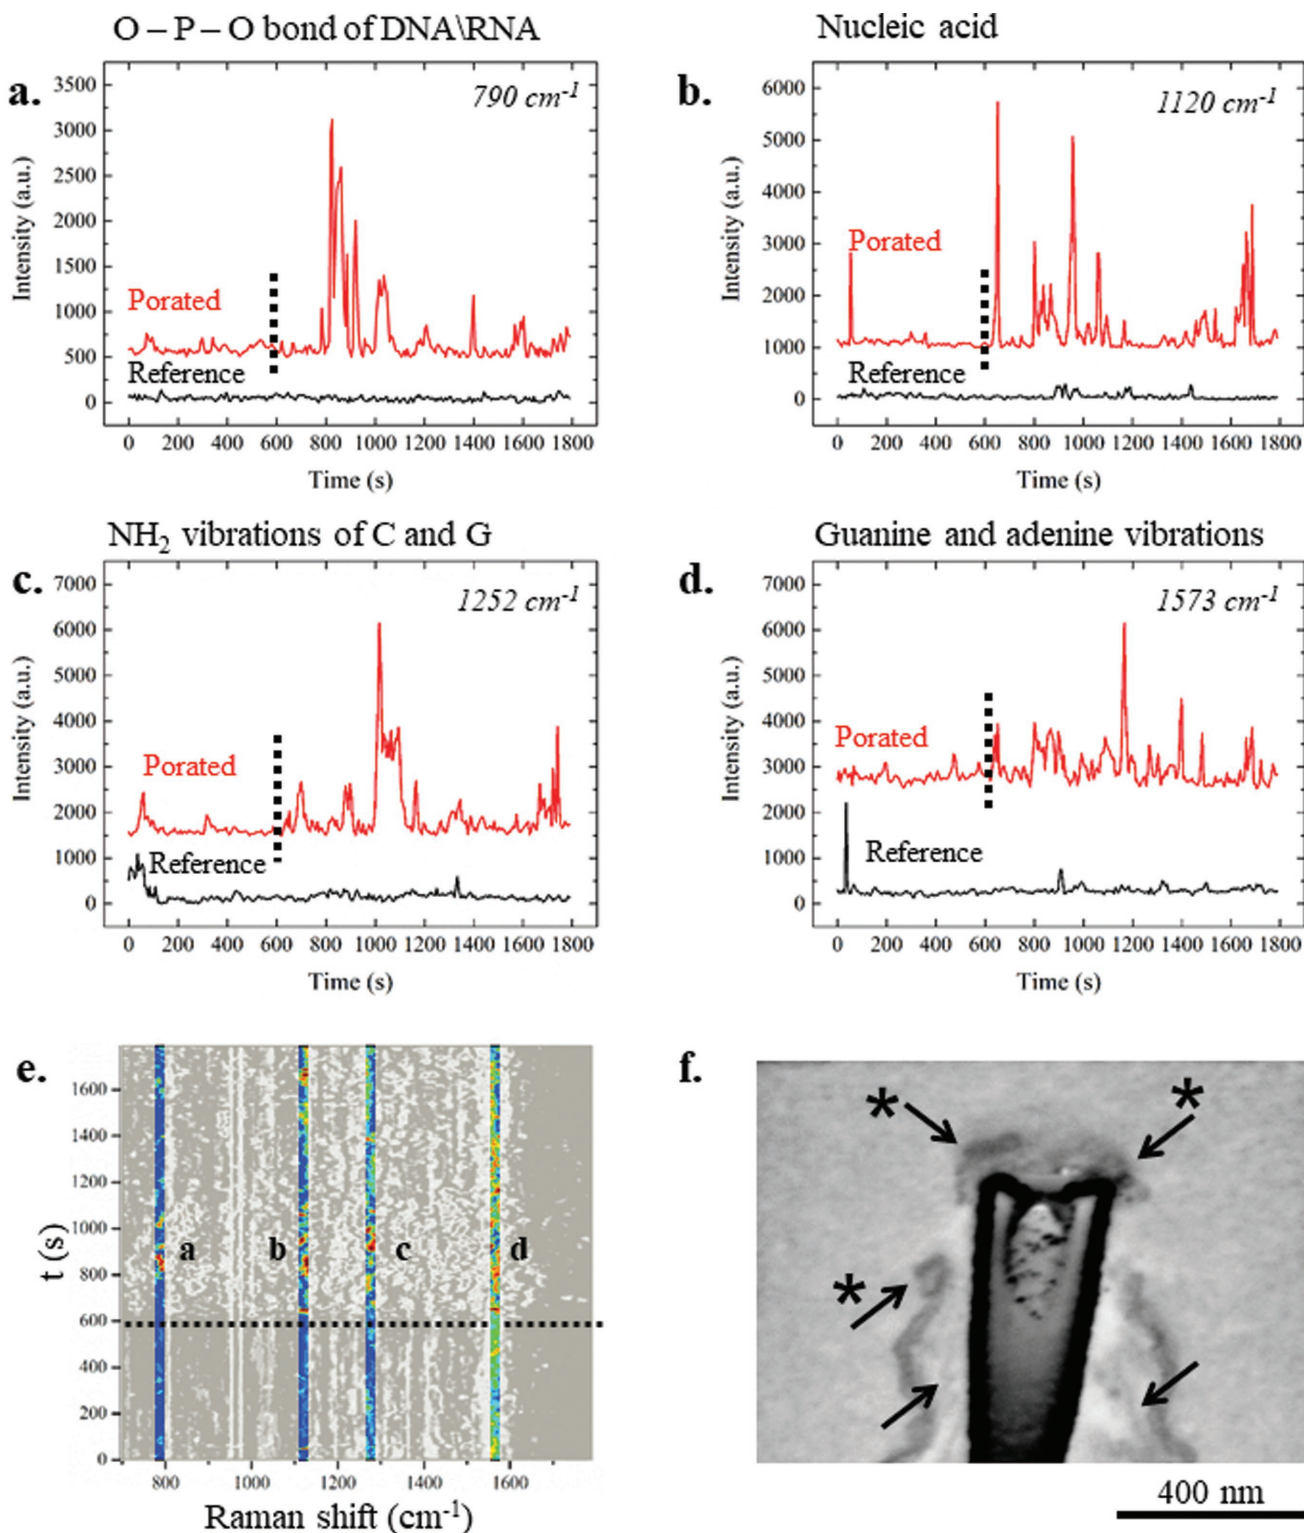 O – P – O bond of DNA\RNA
Nucleic acid
a.
790 cm-1
3500
3000
2500
2000
1500
1000
500
0
Intensity (a.u.)
Porated
Reference
0 200 400 600 800 1000 1200 1400 1600 1800
Time (s)
b.
1120 cm-1
6000
5000
4000
3000
2000
1000
0
Intensity (a.u.)
Porated
Reference
0 200 400 600 800 1000 1200 1400 1600 1800
Time (s)
NH2 vibrations of C and G
Guanine and adenine vibrations
c.
1252 cm-1
7000
6000
5000
4000
3000
2000
1000
0
Intensity (a.u.)
Porated
Reference
0 200 400 600 800 1000 1200 1400 1600 1800
Time (s)
d.
1573 cm-1
7000
6000
5000
4000
3000
2000
1000
0
Intensity (a.u.)
Porated
Reference
0 200 400 600 800 1000 1200 1400 1600 1800
Time (s)
e.
1600
1400
1200
1000
800
600
400
200
0
t (s)
a b c d
800 1000 1200 1400 1600
Raman shift (cm-1)
f.
* *
*
400 nm